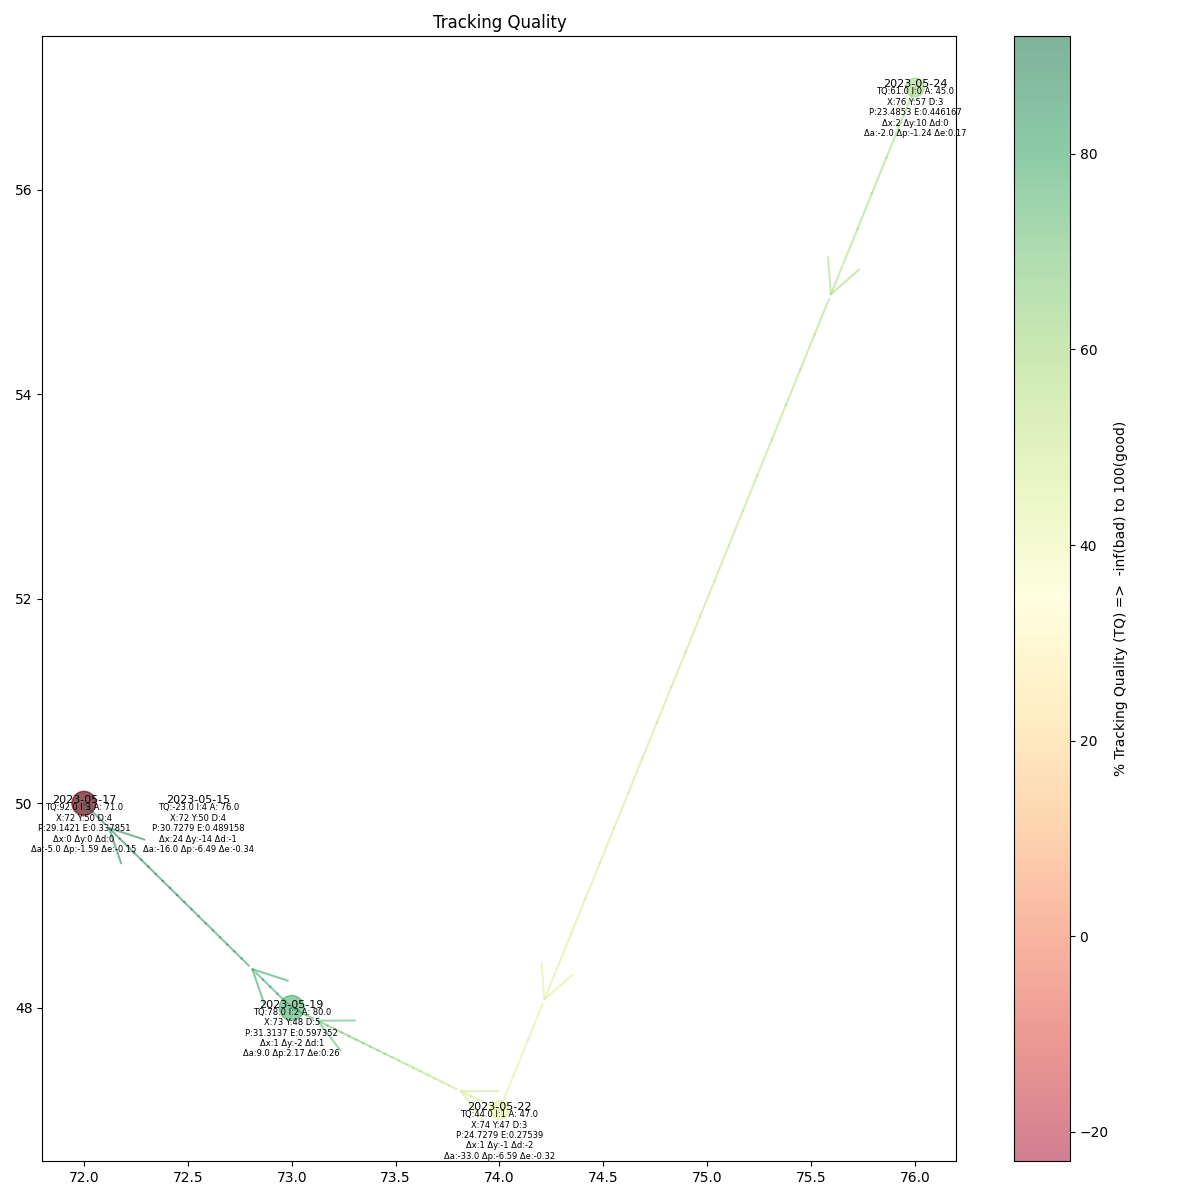 Tracking Quality
2023-05-24
TQ:61.0 I:0 A: 45.0
X:76 Y:57 D:3
P:23.4853 E:0.446167
Δx:2 Δy:10 Δd:0
Δa:-2.0 Δp:-1.24 Δe:0.17
2023-05-17
TQ:92.0 I:3 A: 71.0
X:72 Y:50 D:4
P:29.1421 E:0.337851
Δx:0 Δy:0 Δd:0
Δa:-5.0 Δp:-1.59 Δe:-0.15
2023-05-15
TQ:-23.0 I:4 A: 76.0
X:72 Y:50 D:4
P:30.7279 E:0.489158
Δx:24 Δy:-14 Δd:-1
Δa:-16.0 Δp:-6.49 Δe:-0.34
2023-05-19
TQ:78.0 I:2 A: 80.0
X:73 Y:48 D:5
P:31.3137 E:0.597352
Δx:1 Δy:-2 Δd:1
Δa:9.0 Δp:2.17 Δe:0.26
2023-05-22
TQ:44.0 I:1 A: 47.0
X:74 Y:47 D:3
P:24.7279 E:0.27539
Δx:1 Δy:-1 Δd:-2
Δa:-33.0 Δp:-6.59 Δe:-0.32
56
54
52
50
48
72.0 72.5 73.0 73.5 74.0 74.5 75.0 75.5 76.0
80
60
40
20
0
−20
% Tracking Quality (TQ) => -inf(bad) to 100(good)